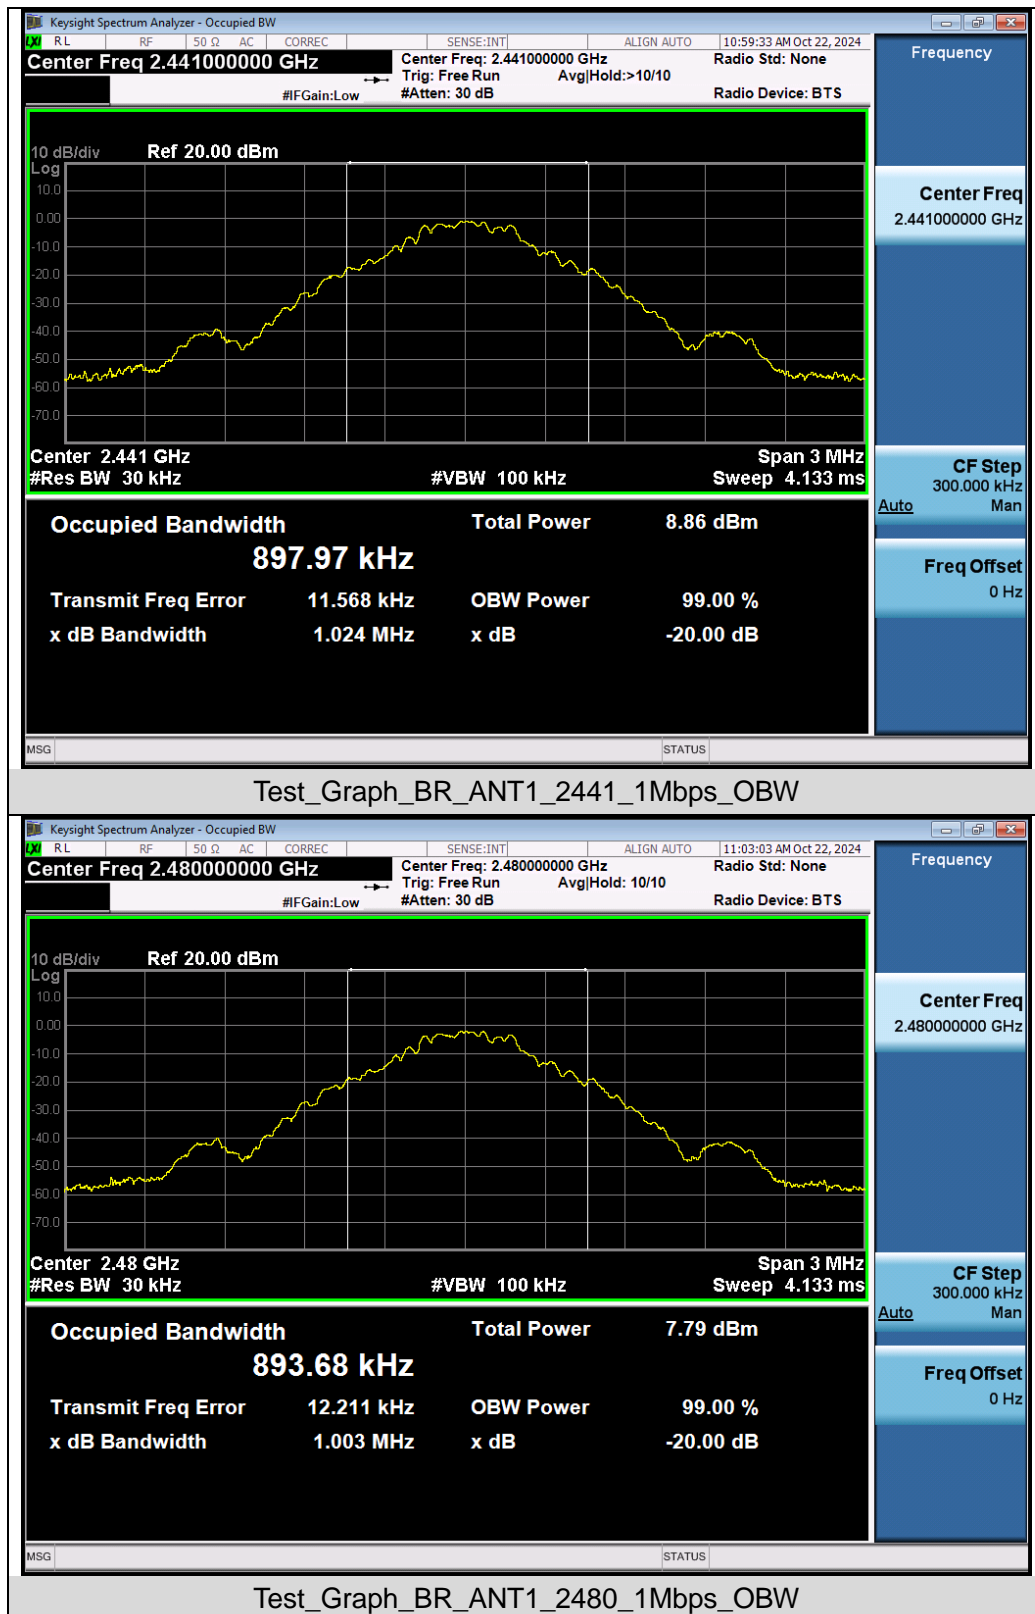 Keysight Spectrum Analyzer - Occupied BW
LXI RL RF 50 Ω AC CORREC SENSE:INT ALIGN AUTO 10:59:33 AM Oct 22, 2024
Center Freq 2.441000000 GHz
Center Freq: 2.441000000 GHz Radio Std: None
Trig: Free Run Avg|Hold:>10/10
#IFGain:Low #Atten: 30 dB Radio Device: BTS
Frequency
10 dB/div Ref 20.00 dBm
Log
10.0
0.00
-10.0
-20.0
-30.0
-40.0
-50.0
-60.0
-70.0
Center Freq
2.441000000 GHz
Center 2.441 GHz Span 3 MHz
#Res BW 30 kHz #VBW 100 kHz Sweep 4.133 ms
CF Step
300.000 kHz
Auto Man
Occupied Bandwidth Total Power 8.86 dBm
897.97 kHz
Transmit Freq Error 11.568 kHz OBW Power 99.00 %
x dB Bandwidth 1.024 MHz x dB -20.00 dB
Freq Offset
0 Hz
MSG STATUS
Test_Graph_BR_ANT1_2441_1Mbps_OBW
Keysight Spectrum Analyzer - Occupied BW
LXI RL RF 50 Ω AC CORREC SENSE:INT ALIGN AUTO 11:03:03 AM Oct 22, 2024
Center Freq 2.480000000 GHz
Center Freq: 2.480000000 GHz Radio Std: None
Trig: Free Run Avg|Hold: 10/10
#IFGain:Low #Atten: 30 dB Radio Device: BTS
Frequency
10 dB/div Ref 20.00 dBm
Log
10.0
0.00
-10.0
-20.0
-30.0
-40.0
-50.0
-60.0
-70.0
Center Freq
2.480000000 GHz
Center 2.48 GHz Span 3 MHz
#Res BW 30 kHz #VBW 100 kHz Sweep 4.133 ms
CF Step
300.000 kHz
Auto Man
Occupied Bandwidth Total Power 7.79 dBm
893.68 kHz
Transmit Freq Error 12.211 kHz OBW Power 99.00 %
x dB Bandwidth 1.003 MHz x dB -20.00 dB
Freq Offset
0 Hz
MSG STATUS
Test_Graph_BR_ANT1_2480_1Mbps_OBW